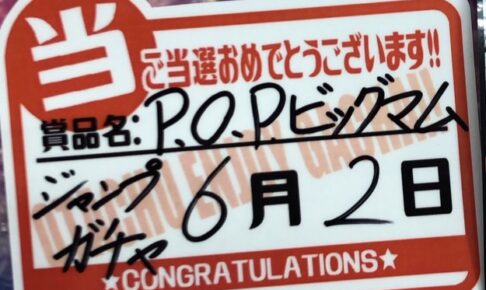 当
ご当選おめでとうございます!!
賞品名:P.O.P.ビッグマム
ジャンプ
ガチャ
6月2日
★CONGRATULATIONS★